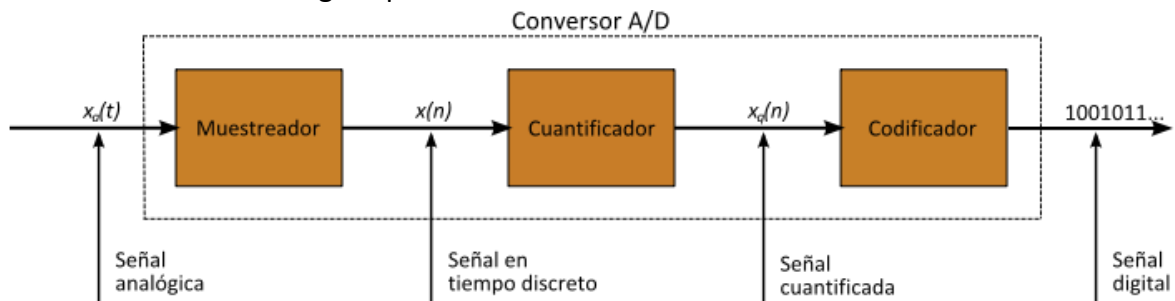 Conversor A/D
xₐ(t)
Muestreador
x(n)
Cuantificador
x_q(n)
Codificador
1001011...
Señal
analógica
Señal en
tiempo discreto
Señal
cuantificada
Señal
digital